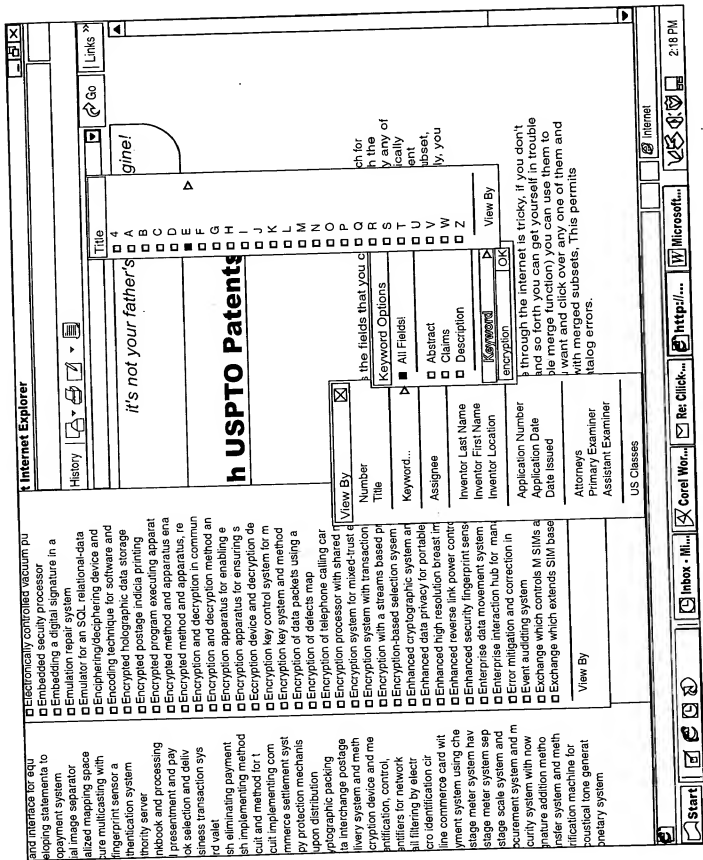 t Internet Explorer
History
Go
Links »
it's not your father's
gine!
h USPTO Patents
s the fields that you c
ch for
h the
y any of
ically
ent
ubset,
ly, you
e through the internet is tricky, if you don't
and so forth you can get yourself in trouble
ole merge function) you can use them to
u want and click over any one of them and
with merged subsets, This permits
atalog errors.
and interface for equ
eloping statementa to
opayment system
ial image separator
ialized mapping space
ure multicasting with
fingerprint sensor a
thentication system
thority server
nkbook and processing
l presentment and pay
ok selection and deliv
siness transaction sys
rd valet
sh eliminating payment
sh implementing method
cuit and method for t
cuit implementing com
mmerce settlement syst
py protection mechanis
upon distribution
yptographic packing
ta interchange postage
livery system and meth
cryption device and me
entification, control,
entifiers for network
ail filtering by electr
cro identification cir
line commerce card wit
yment system using che
stage meter system hav
stage meter system sep
stage scale system and
ocurement system and m
curity system with now
gnature addition metho
nsfer system and meth
rification machine for
coustical tone generat
onetary system
Electronically controlled vacuum pu
Embedded secuity processor
Embedding a digital signature in a
Emulation repair system
Emulator for an SQL relational-data
Enciphering/deciphering device and
Encoding technique for software and
Encrypted holographic data storage
Encrypted postage indicia printing
Encrypted program executing apparat
Encrypted method and apparatus ena
Encrypted method and apparatus, re
Encryption and decryption in commun
Encryption and decryption method an
Encryption apparatus for enabling e
Encryption apparatus for ensuring s
Eccryption device and decryption de
Encryption key control system for m
Encryption key system and method
Encryption of data packets using a
Encryption of defects map
Encryption of telephone calling car
Encryption processor with shared m
Encryption system for mixed-trust e
Encryption system with transaction
Encryption with a streams based pr
Encryption-based selection sysem
Enhanced cryptographic system ar
Enhanced data privacy for portable
Enhanced high resolution breast im
Enhanced reverse link power contr
Enhanced security fingerprint sens
Enterprise data movement system
Enterprise interaction hub for man
Error mitigation and correction in
Event auditing system
Exchange which controls M SIMs a
Exchange which extends SIM base
View By
View By
Number
Title
Keyword...
Assignee
Inventor Last Name
Inventor First Name
Inventor Location
Application Number
Application Date
Date Issued
Attorneys
Primary Examiner
Assistant Examiner
US Classes
Keyword Options
All Fields!
Abstract
Claims
Description
Keyword
encryption
OK
Title
4
A
B
C
D
E
F
G
H
I
J
K
L
M
N
O
P
Q
R
S
T
U
V
W
Z
View By
Internet
Start
Inbox - Mi...
Corel Wor...
Re: Cllick-...
http://...
Microsoft...
2:18 PM